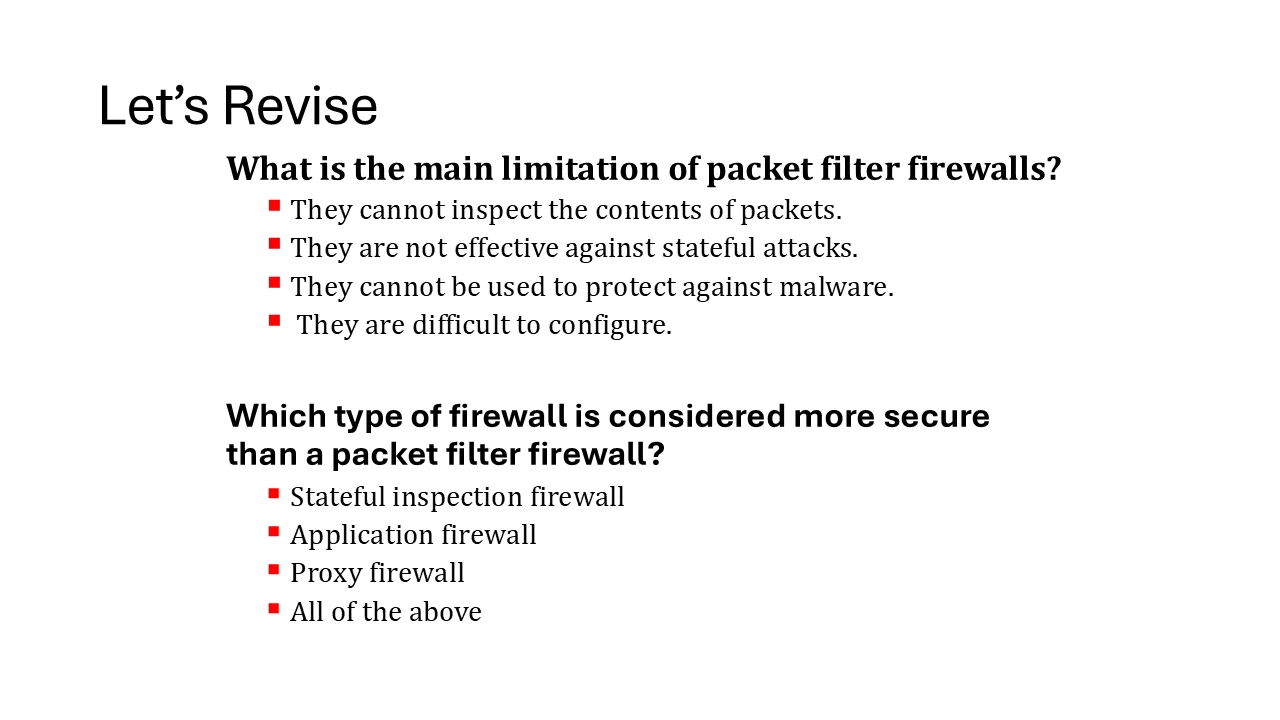 Let’s Revise
What is the main limitation of packet filter firewalls?
They cannot inspect the contents of packets.
They are not effective against stateful attacks.
They cannot be used to protect against malware.
They are difficult to configure.
Which type of firewall is considered more secure
than a packet filter firewall?
Stateful inspection firewall
Application firewall
Proxy firewall
All of the above